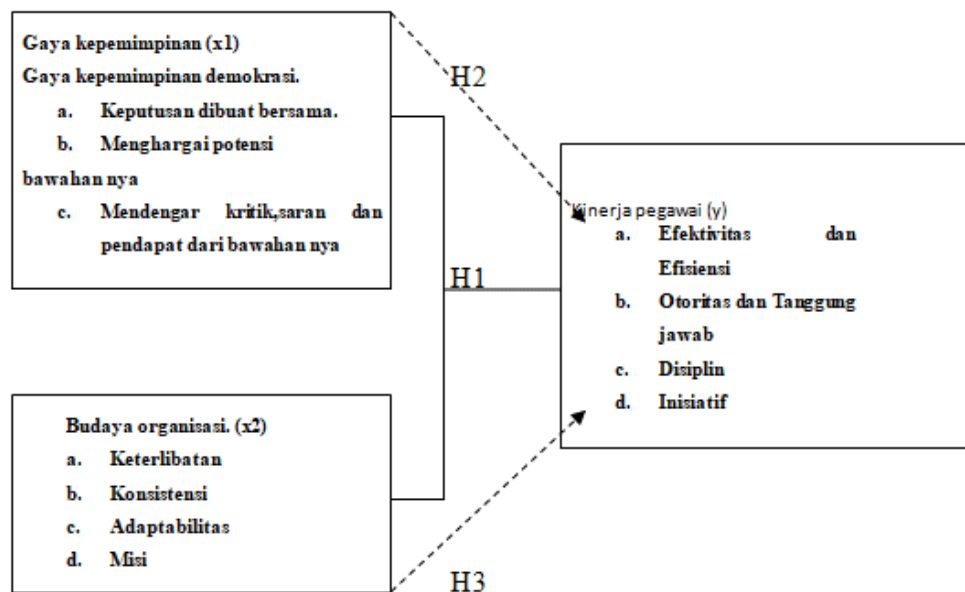 Gaya kepemimpinan (x1)
Gaya kepemimpinan demokrasi.
a. Keputusan dibuat bersama.
b. Menghargai potensi
bawahan nya
c. Mendengar kritik,saran dan
pendapat dari bawahan nya
H2
H1
Kinerja pegawai (y)
a. Efektivitas dan
Efisiensi
b. Otoritas dan Tanggung
jawab
c. Disiplin
d. Inisiatif
Budaya organisasi. (x2)
a. Keterlibatan
b. Konsistensi
c. Adaptabilitas
d. Misi
H3